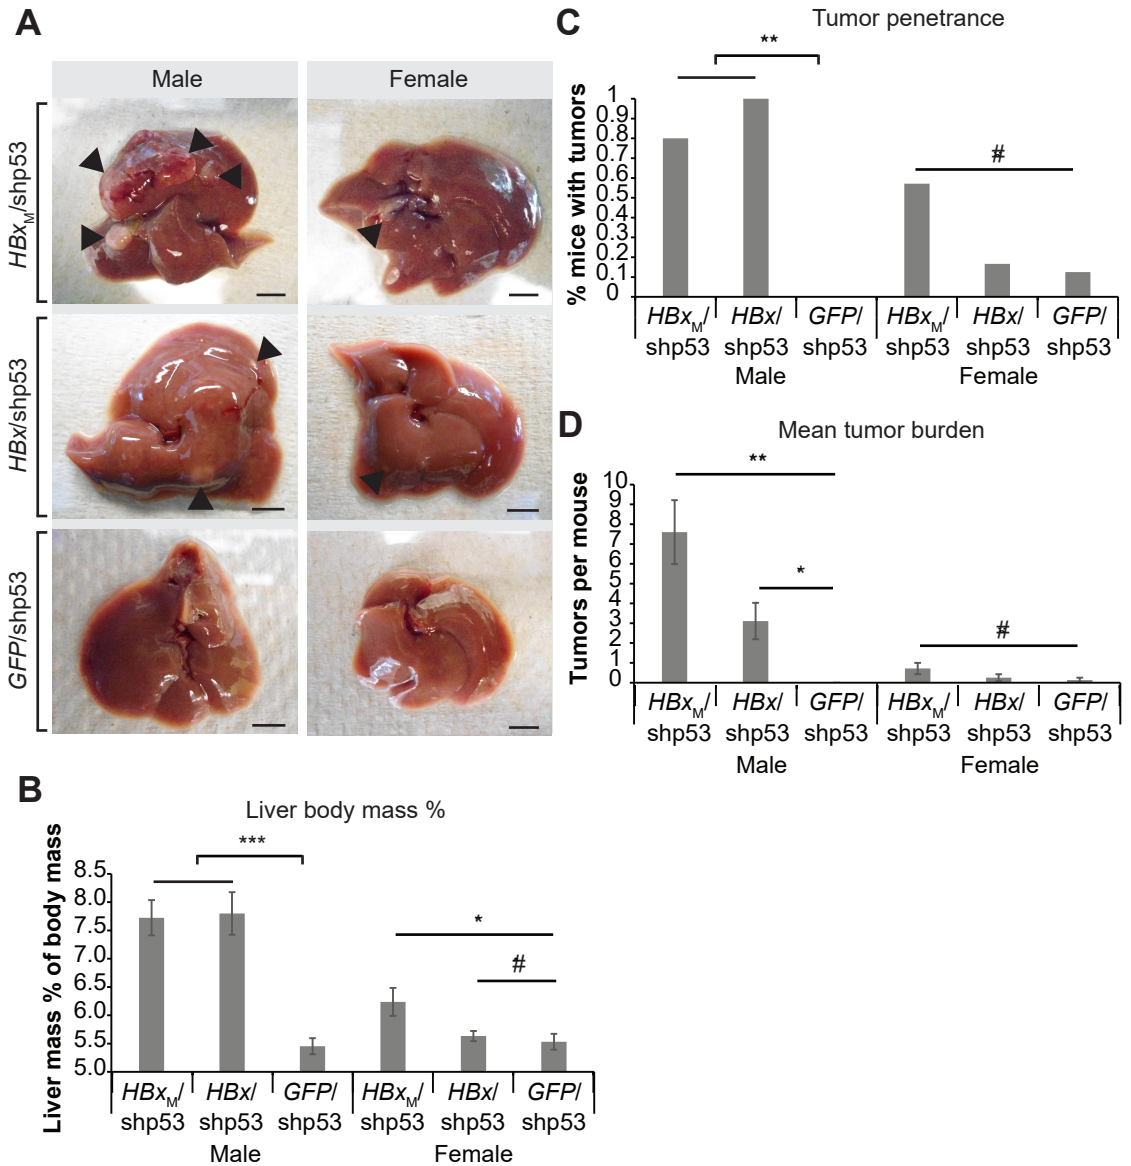 A
Male
Female
HBxM/shp53
HBx/shp53
GFP/shp53
B
Liver body mass %
Liver mass % of body mass
***
*
#
8.5
8.0
7.5
7.0
6.5
6.0
5.5
5.0
HBxM/ HBx/ GFP/ HBxM/ HBx/ GFP/
shp53 shp53 shp53 shp53 shp53 shp53
Male Female
C
Tumor penetrance
% mice with tumors
**
#
1
0.9
0.8
0.7
0.6
0.5
0.4
0.3
0.2
0.1
0
HBxM/ HBx/ GFP/ HBxM/ HBx/ GFP/
shp53 shp53 shp53 shp53 shp53 shp53
Male Female
D
Mean tumor burden
Tumors per mouse
**
*
#
10
9
8
7
6
5
4
3
2
1
0
HBxM/ HBx/ GFP/ HBxM/ HBx/ GFP/
shp53 shp53 shp53 shp53 shp53 shp53
Male Female